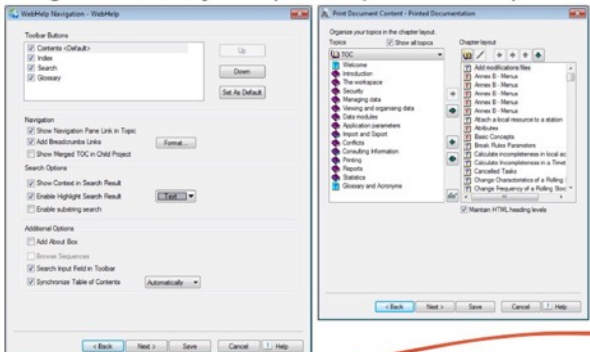 WebHelp Navigation - WebHelp
Toolbar Buttons
Contents <Default>
Index
Search
Glossary
Up
Down
Set As Default
Navigation
Show Navigation Pane Link in Topic
Add Breadcrumbs Links
Format...
Show Merged TOC in Child Project
Search Options
Show Context in Search Result
Enable Highlight Search Result
Text
Enable substring search
Additional Options
Add About Box
Browse Sequences
Search Input Field in Toolbar
Synchronize Table of Contents
Automatically
< Back
Next >
Save
Cancel
Help
Print Document Content - Printed Documentation
Organize your topics in the chapter layout.
Topics
Show all topics
Chapter layout
TOC
Welcome
Introduction
The workspace
Security
Managing data
Viewing and organising data
Data modules
Application parameters
Import and Export
Conflicts
Consulting Information
Printing
Reports
Statistics
Glossary and Acronyms
Add modifications files
Annex B - Menus
Annex B - Menus
Annex B - Menus
Annex B - Menus
Attach a local resource to a station
Attributes
Basic Concepts
Break Rules Parameters
Calculate incompleteness in local ac
Calculate Incompleteness in a Timet
Cancelled Tasks
Change Characteristics of a Rolling
Change Frequency of a Rolling Stoc
Maintain HTML heading levels
< Back
Next >
Save
Cancel
Help